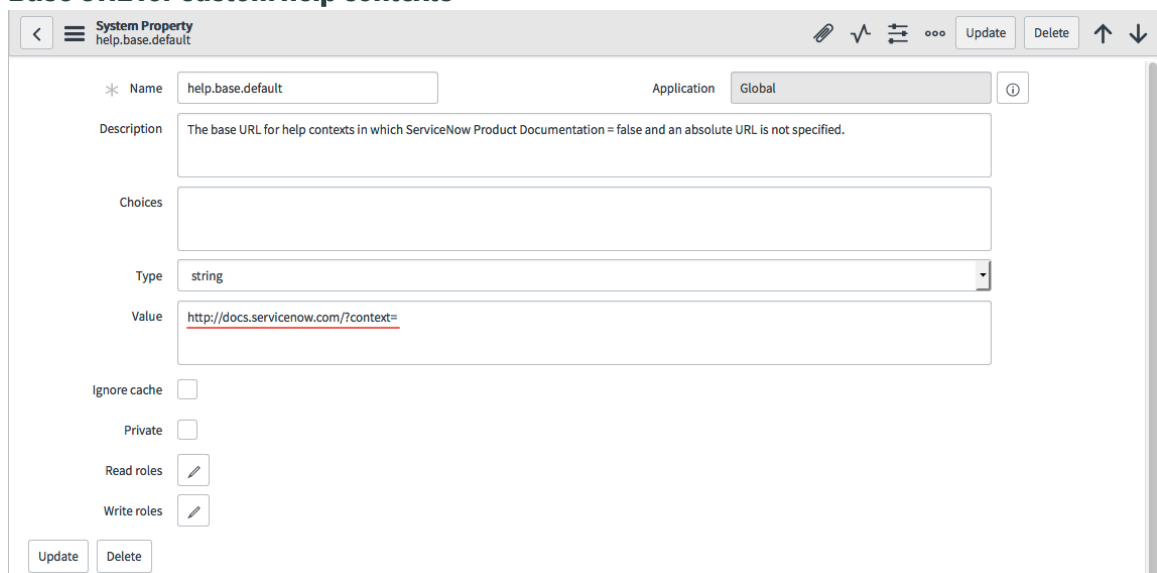 Base URL for custom help contexts
System Property
help.base.default
Update
Delete
Name
help.base.default
Application
Global
Description
The base URL for help contexts in which ServiceNow Product Documentation = false and an absolute URL is not specified.
Choices
Type
string
Value
http://docs.servicenow.com/?context=
Ignore cache
Private
Read roles
Write roles
Update
Delete